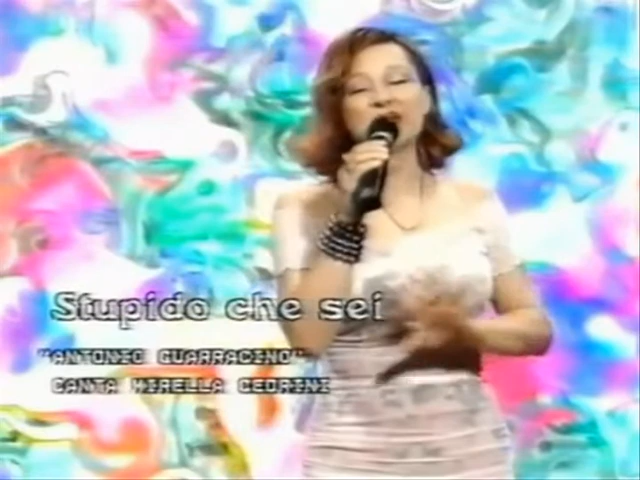 Stupido che sei
"ANTONIO GUARRACINO"
CANTA MIRELLA CEDRINI